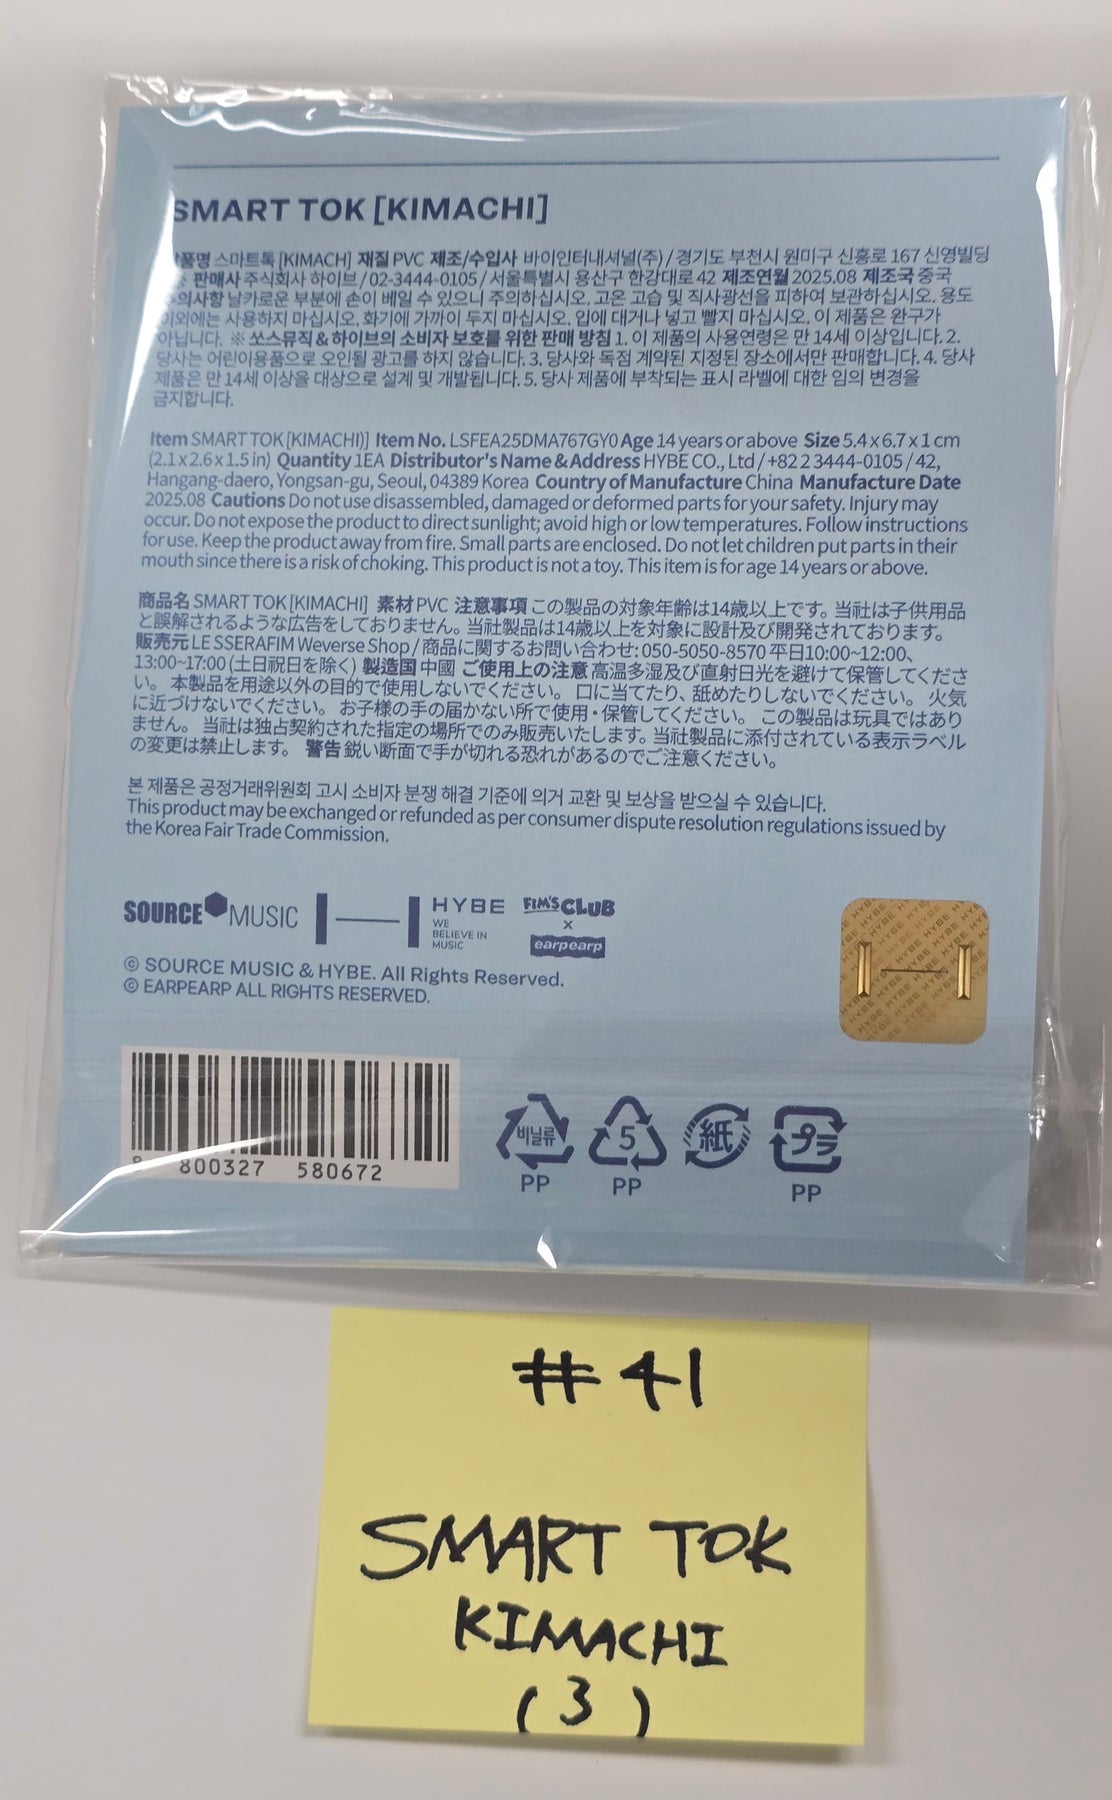 SMART TOK [KIMACHI]
품명 스마트톡 [KIMACH] 재질 PVC 제조/수입사 바이인터내셔널(주) / 경기도 부천시 원미구 신흥로 167 신영빌딩
판매사 주식회사 하이브 / 02-3444-0105 / 서울특별시 용산구 한강대로 42 제조연월 2025.08 제조국 중국
주의사항 날카로운 부분에 손이 베일 수 있으니 주의하십시오. 고온 고습 및 직사광선을 피하여 보관하십시오. 용도
이외에는 사용하지 마십시오. 화기에 가까이 두지 마십시오. 입에 대거나 넣고 빨지 마십시오. 이 제품은 완구가
아닙니다. ※ 쏘스뮤직&하이브의 소비자 보호를 위한 판매 방침 1. 이 제품의 사용연령은 만 14세 이상입니다. 2.
당사는 어린이용품으로 오인될 광고를 하지 않습니다. 3. 당사와 독점 계약된 지정된 장소에서만 판매합니다. 4. 당사
제품은 만 14세 이상을 대상으로 설계 및 개발됩니다. 5. 당사 제품에 부착되는 표시 라벨에 대한 임의 변경을
금지합니다.
Item SMART TOK [KIMACHI)] Item No. LSFEA25DMA767GY0 Age 14 years or above Size 5.4 x 6.7 x 1 cm
(2.1 x 2.6 x 1.5 in) Quantity 1EA Distributor's Name & Address HYBE CO., Ltd / +82 2 3444-0105 / 42,
Hangang-daero, Yongsan-gu, Seoul, 04389 Korea Country of Manufacture China Manufacture Date
2025.08 Cautions Do not use disassembled, damaged or deformed parts for your safety. Injury may
occur. Do not expose the product to direct sunlight; avoid high or low temperatures. Follow instructions
for use. Keep the product away from fire. Small parts are enclosed. Do not let children put parts in their
mouth since there is a risk of choking. This product is not a toy. This item is for age 14 years or above.
商品名 SMART TOK [KIMACHI] 素材 PVC 注意事項 この製品の対象年齢は14歳以上です。当社は子供用品
と誤解されるような広告をしておりません。当社製品は14歳以上を対象に設計及び開発されております。
販売元 LE SSERAFIM Weverse Shop / 商品に関するお問い合わせ: 050-5050-8570 平日10:00~12:00、
13:00~17:00 (土日祝日を除く) 製造国 中國 ご使用上の注意 高温多湿及び直射日光を避けて保管してくださ
い。 本製品を用途以外の目的で使用しないでください。 口に当てたり、舐めたりしないでください。 火気
に近づけないでください。 お子様の手の届かない所で使用・保管してください。 この製品は玩具ではあり
ません。 当社は独占契約された指定の場所でのみ販売いたします。当社製品に添付されている表示ラベル
の変更は禁止します。 警告 鋭い断面で手が切れる恐れがあるのでご注意ください。
본 제품은 공정거래위원회 고시 소비자 분쟁 해결 기준에 의거 교환 및 보상을 받으실 수 있습니다.
This product may be exchanged or refunded as per consumer dispute resolution regulations issued by
the Korea Fair Trade Commission.
SOURCE MUSIC HYBE FIM'S CLUB
WE
BELIEVE IN
MUSIC
x
earpearp
© SOURCE MUSIC & HYBE. All Rights Reserved.
© EARPEARP ALL RIGHTS RESERVED.
8 800327 580672
비닐류 5 紙 プラ
PP PP PP
#41
SMART TOK
KIMACHI
(3)